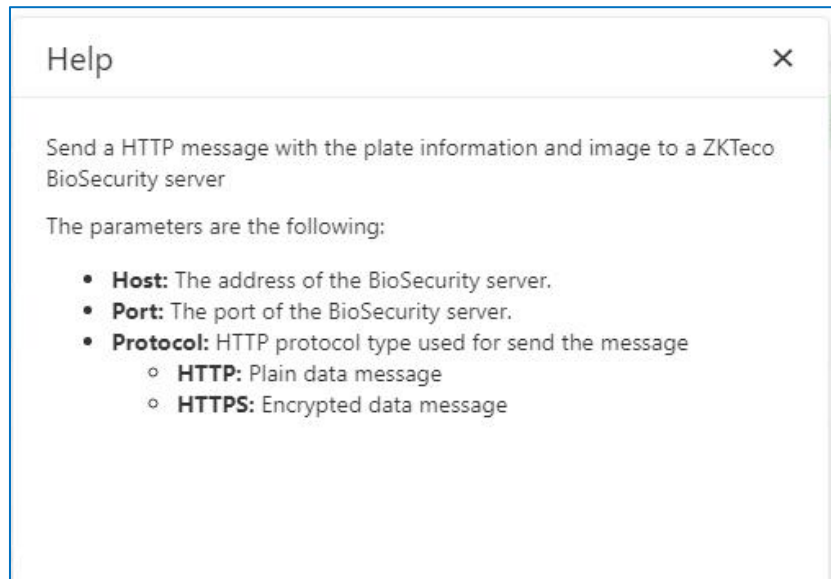 Help
Send a HTTP message with the plate information and image to a ZKTeco
BioSecurity server
The parameters are the following:
Host: The address of the BioSecurity server.
Port: The port of the BioSecurity server.
Protocol: HTTP protocol type used for send the message
HTTP: Plain data message
HTTPS: Encrypted data message